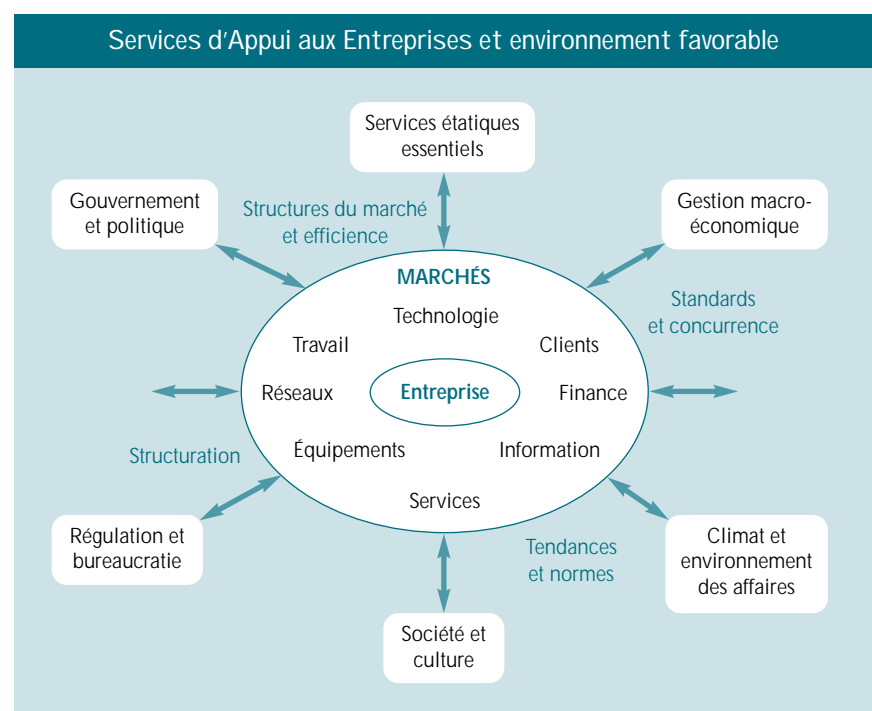 Services d'Appui aux Entreprises et environnement favorable
Services étatiques
essentiels
Gouvernement
et politique
Structures du marché
et efficience
Gestion macro-
économique
MARCHÉS
Technologie
Standards
et concurrence
Travail
Clients
Réseaux
Entreprise
Finance
Structuration
Équipements
Information
Services
Régulation et
bureaucratie
Tendances
et normes
Climat et
environnement
des affaires
Société et
culture